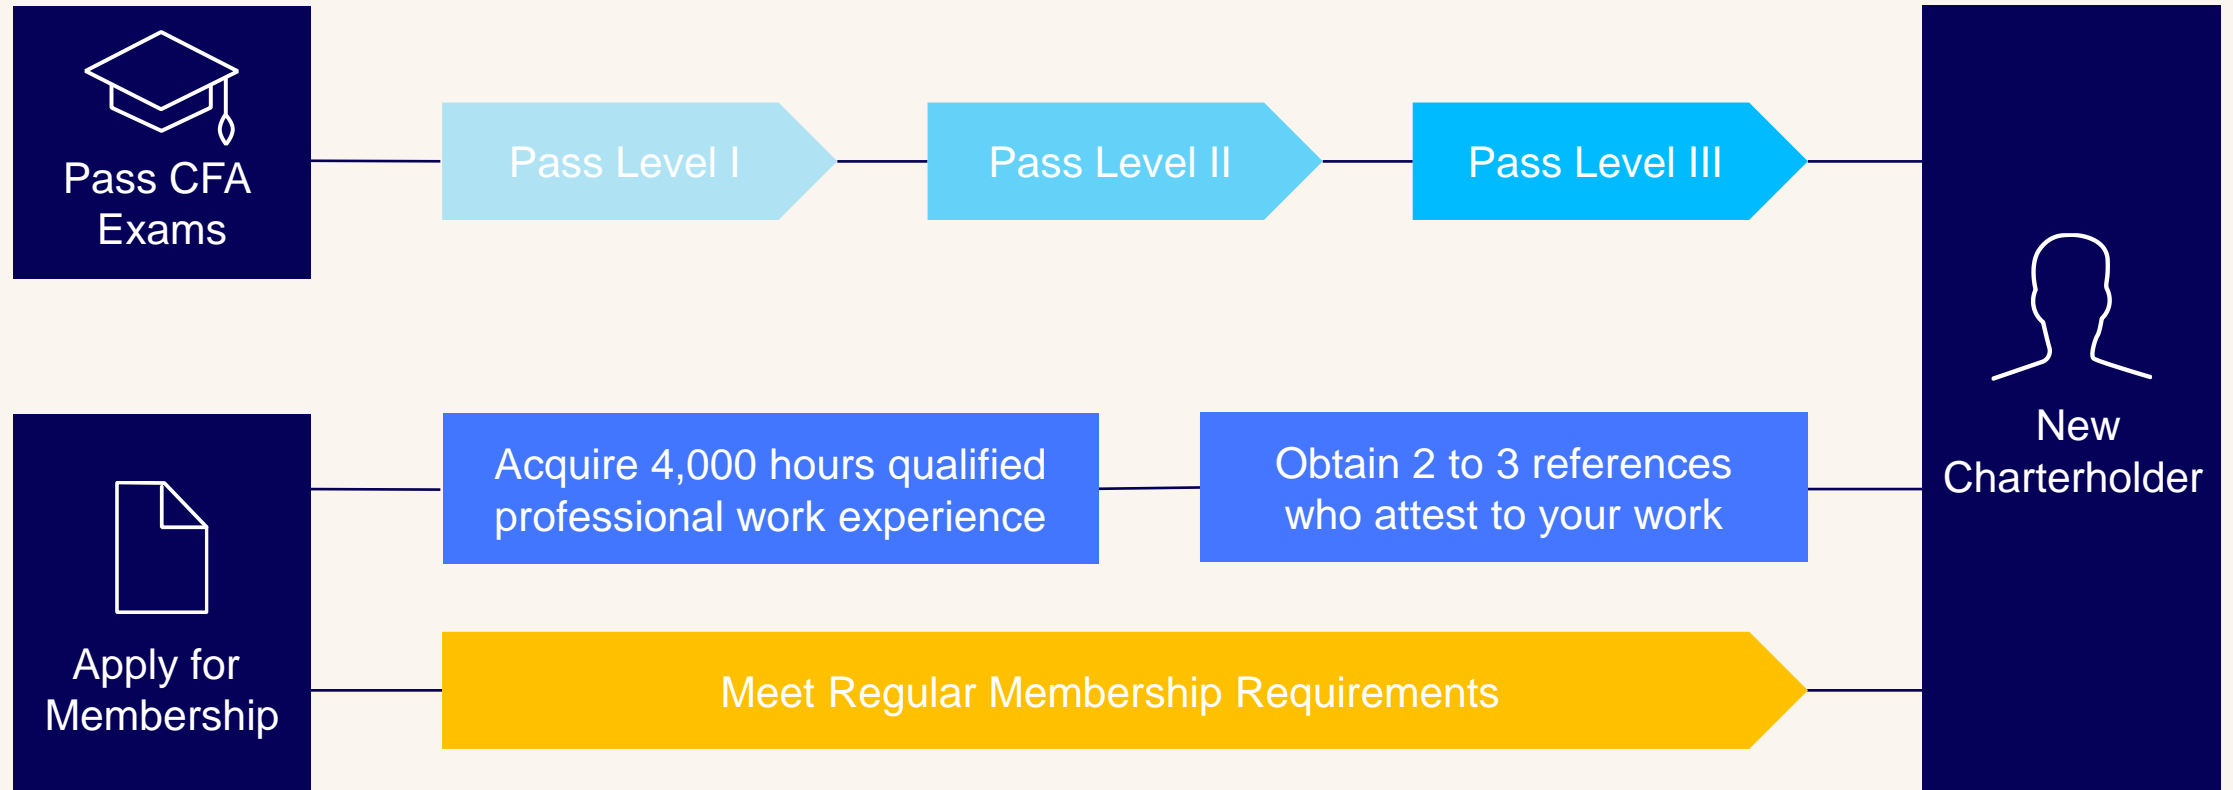 Pass CFA
Exams
Pass Level I
Pass Level II
Pass Level III
Apply for
Membership
Acquire 4,000 hours qualified
professional work experience
Obtain 2 to 3 references
who attest to your work
Meet Regular Membership Requirements
New
Charterholder